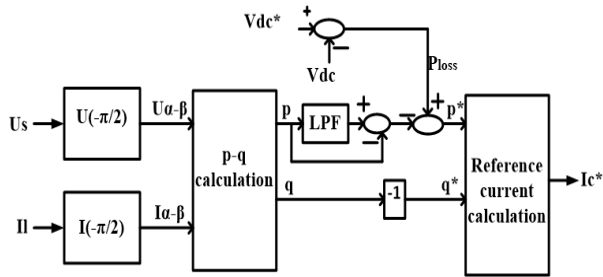 Vdc*
+
−
Vdc
Ploss
Us
U(-π/2)
Uα-β
Il
I(-π/2)
Iα-β
p-q
calculation
p
LPF
+
−
−
+
p*
q
-1
q*
Reference
current
calculation
Ic*